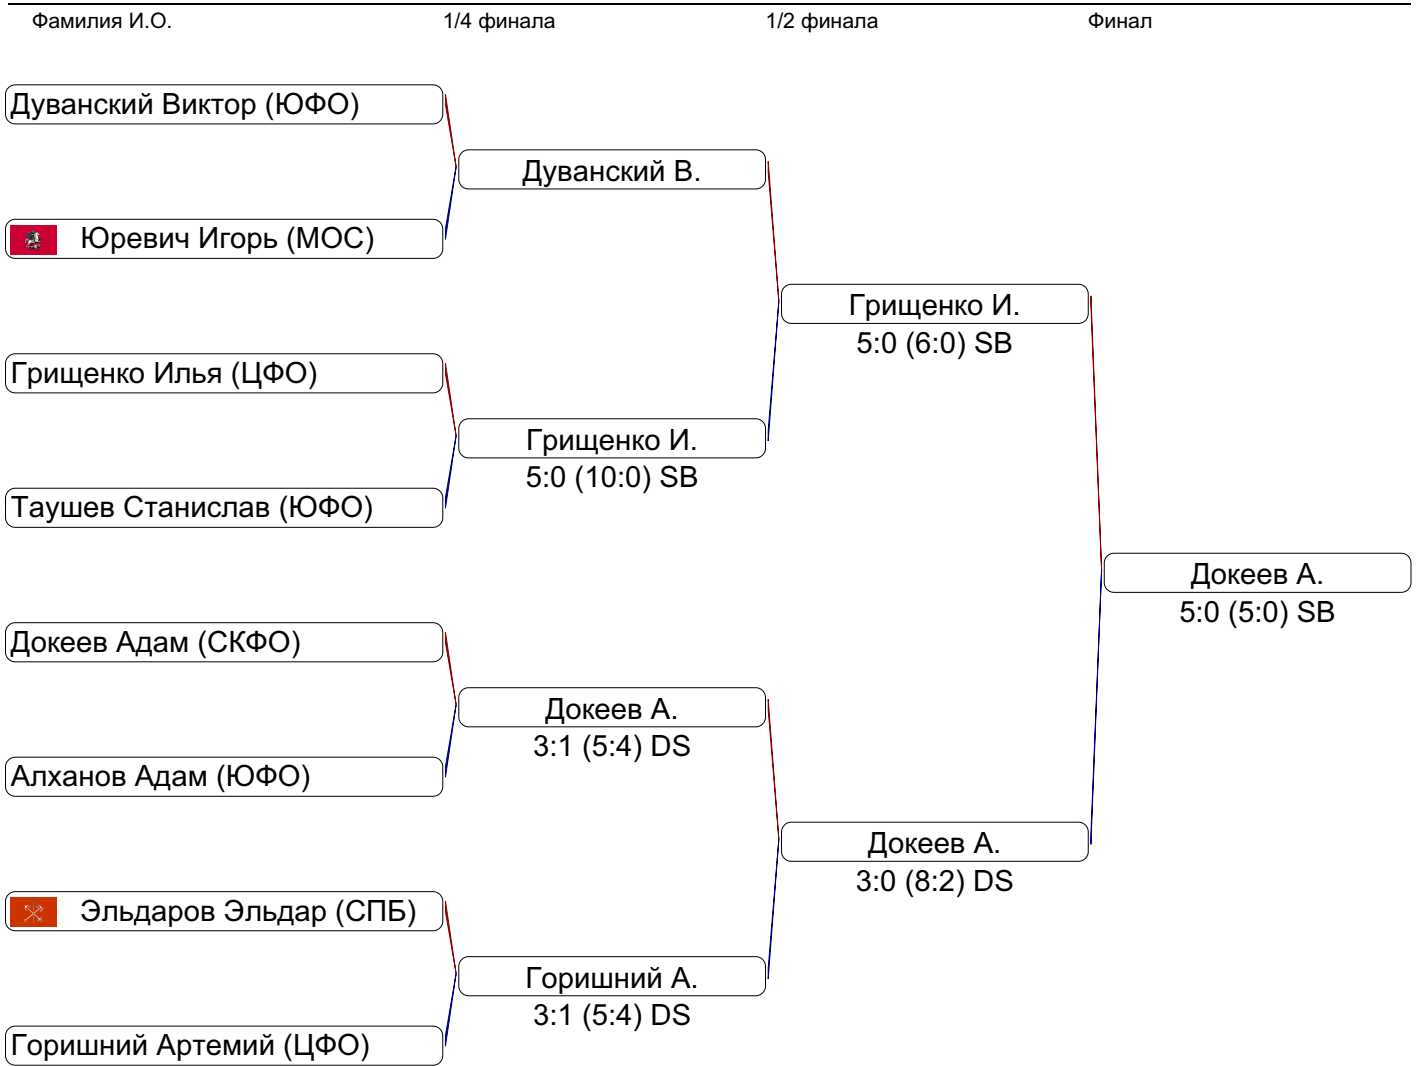 Фамилия И.О. 1/4 финала 1/2 финала Финал
Дуванский Виктор (ЮФО)
Дуванский В.
Юревич Игорь (МОС)
Грищенко И.
5:0 (6:0) SB
Грищенко Илья (ЦФО)
Грищенко И.
5:0 (10:0) SB
Таушев Станислав (ЮФО)
Докеев А.
5:0 (5:0) SB
Докеев Адам (СКФО)
Докеев А.
3:1 (5:4) DS
Алханов Адам (ЮФО)
Докеев А.
3:0 (8:2) DS
Эльдаров Эльдар (СПБ)
Горишний А.
3:1 (5:4) DS
Горишний Артемий (ЦФО)